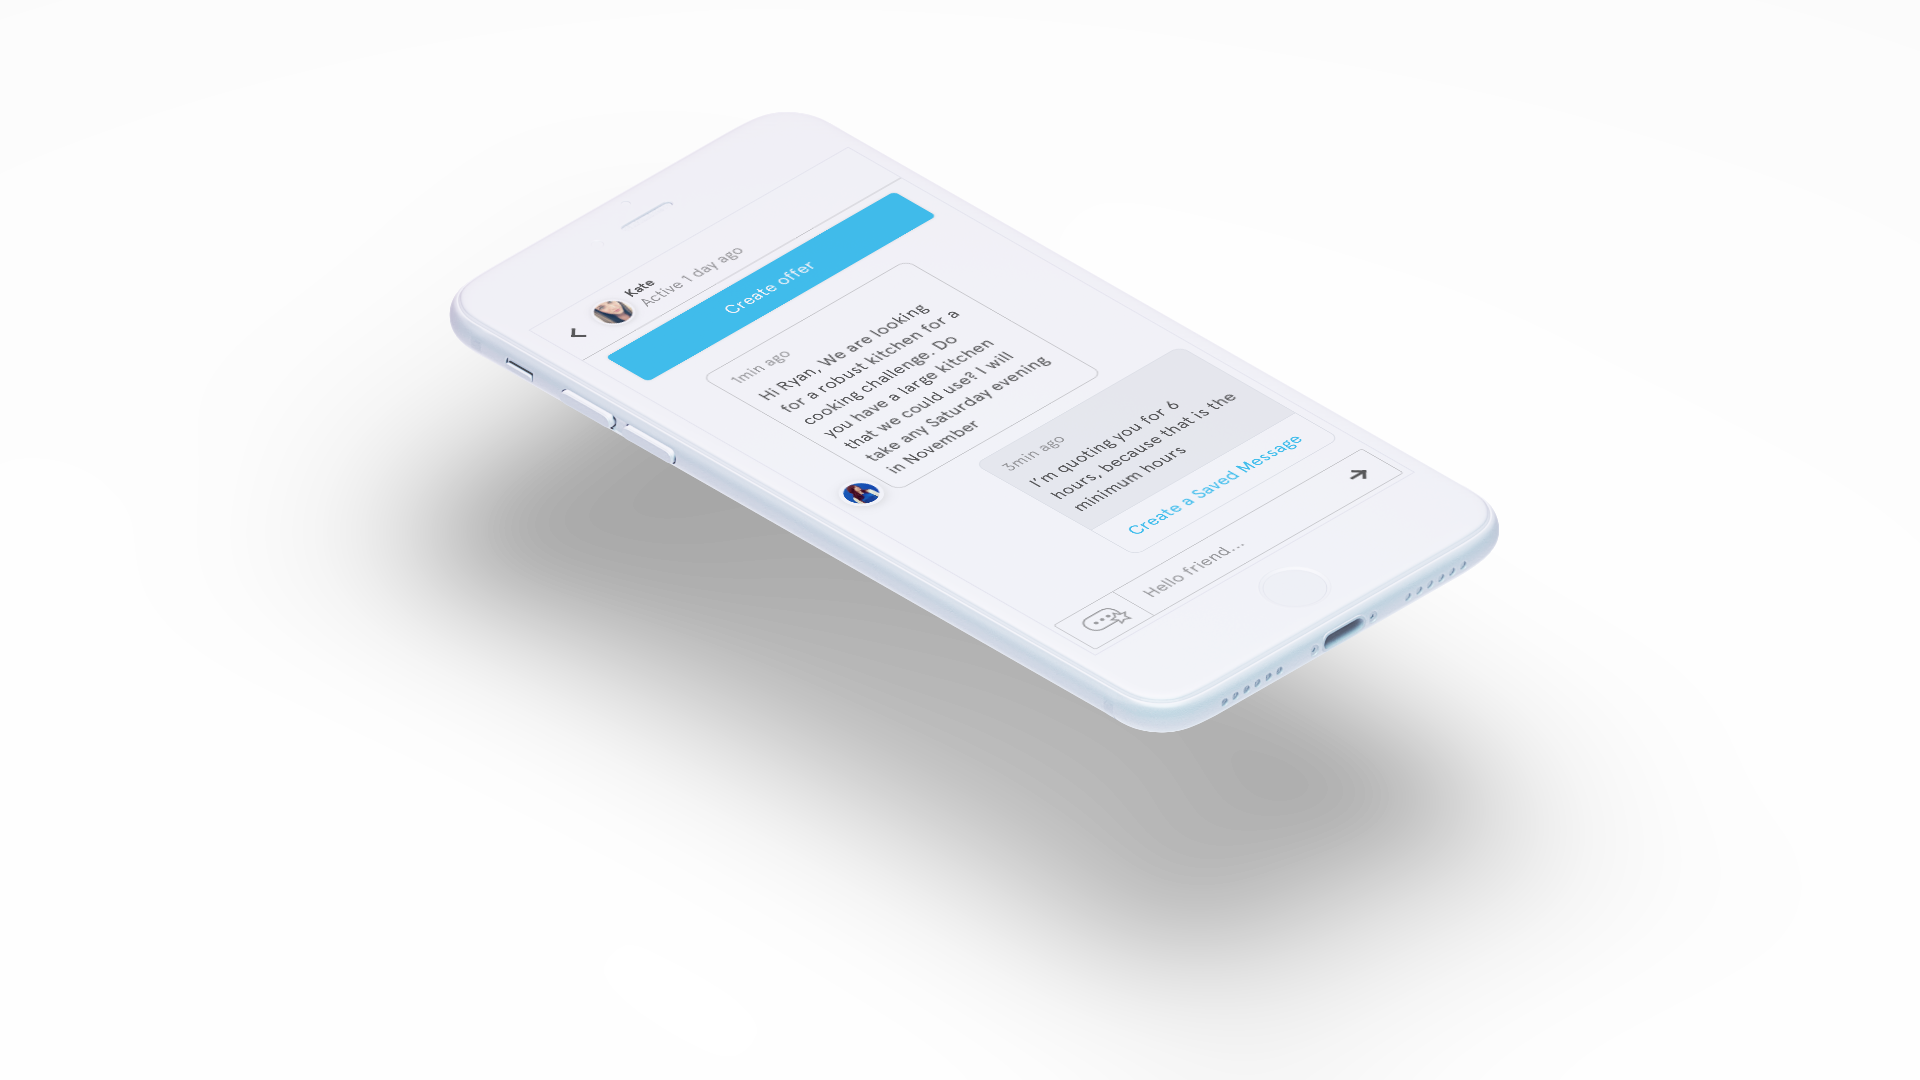 Kate
Active 1 day ago
Create offer
1min ago
Hi Ryan, We are looking
for a robust kitchen for a
cooking challenge. Do
you have a large kitchen
that we could use? I will
take any Saturday evening
in November
3min ago
I'm quoting you for 6
hours, because that is the
minimum hours
Create a Saved Message
Hello friend...